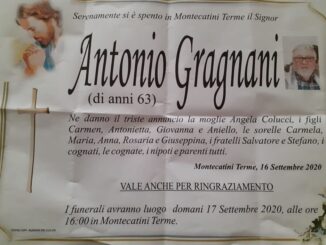 Serenamente si è spento in Montecatini Terme il Signor
Antonio Gragnani
(di anni 63)
Ne danno il triste annuncio la moglie Angela Colucci, i figli
Carmen, Antonietta, Giovanna e Aniello, le sorelle Carmela,
Maria, Anna, Rosaria e Giuseppina, i fratelli Salvatore e Stefano, i
cognati, le cognate, i nipoti e parenti tutti.
Montecatini Terme, 16 Settembre 2020
VALE ANCHE PER RINGRAZIAMENTO
I funerali avranno luogo domani 17 Settembre 2020, alle
ore 16:00 in Montecatini Terme.